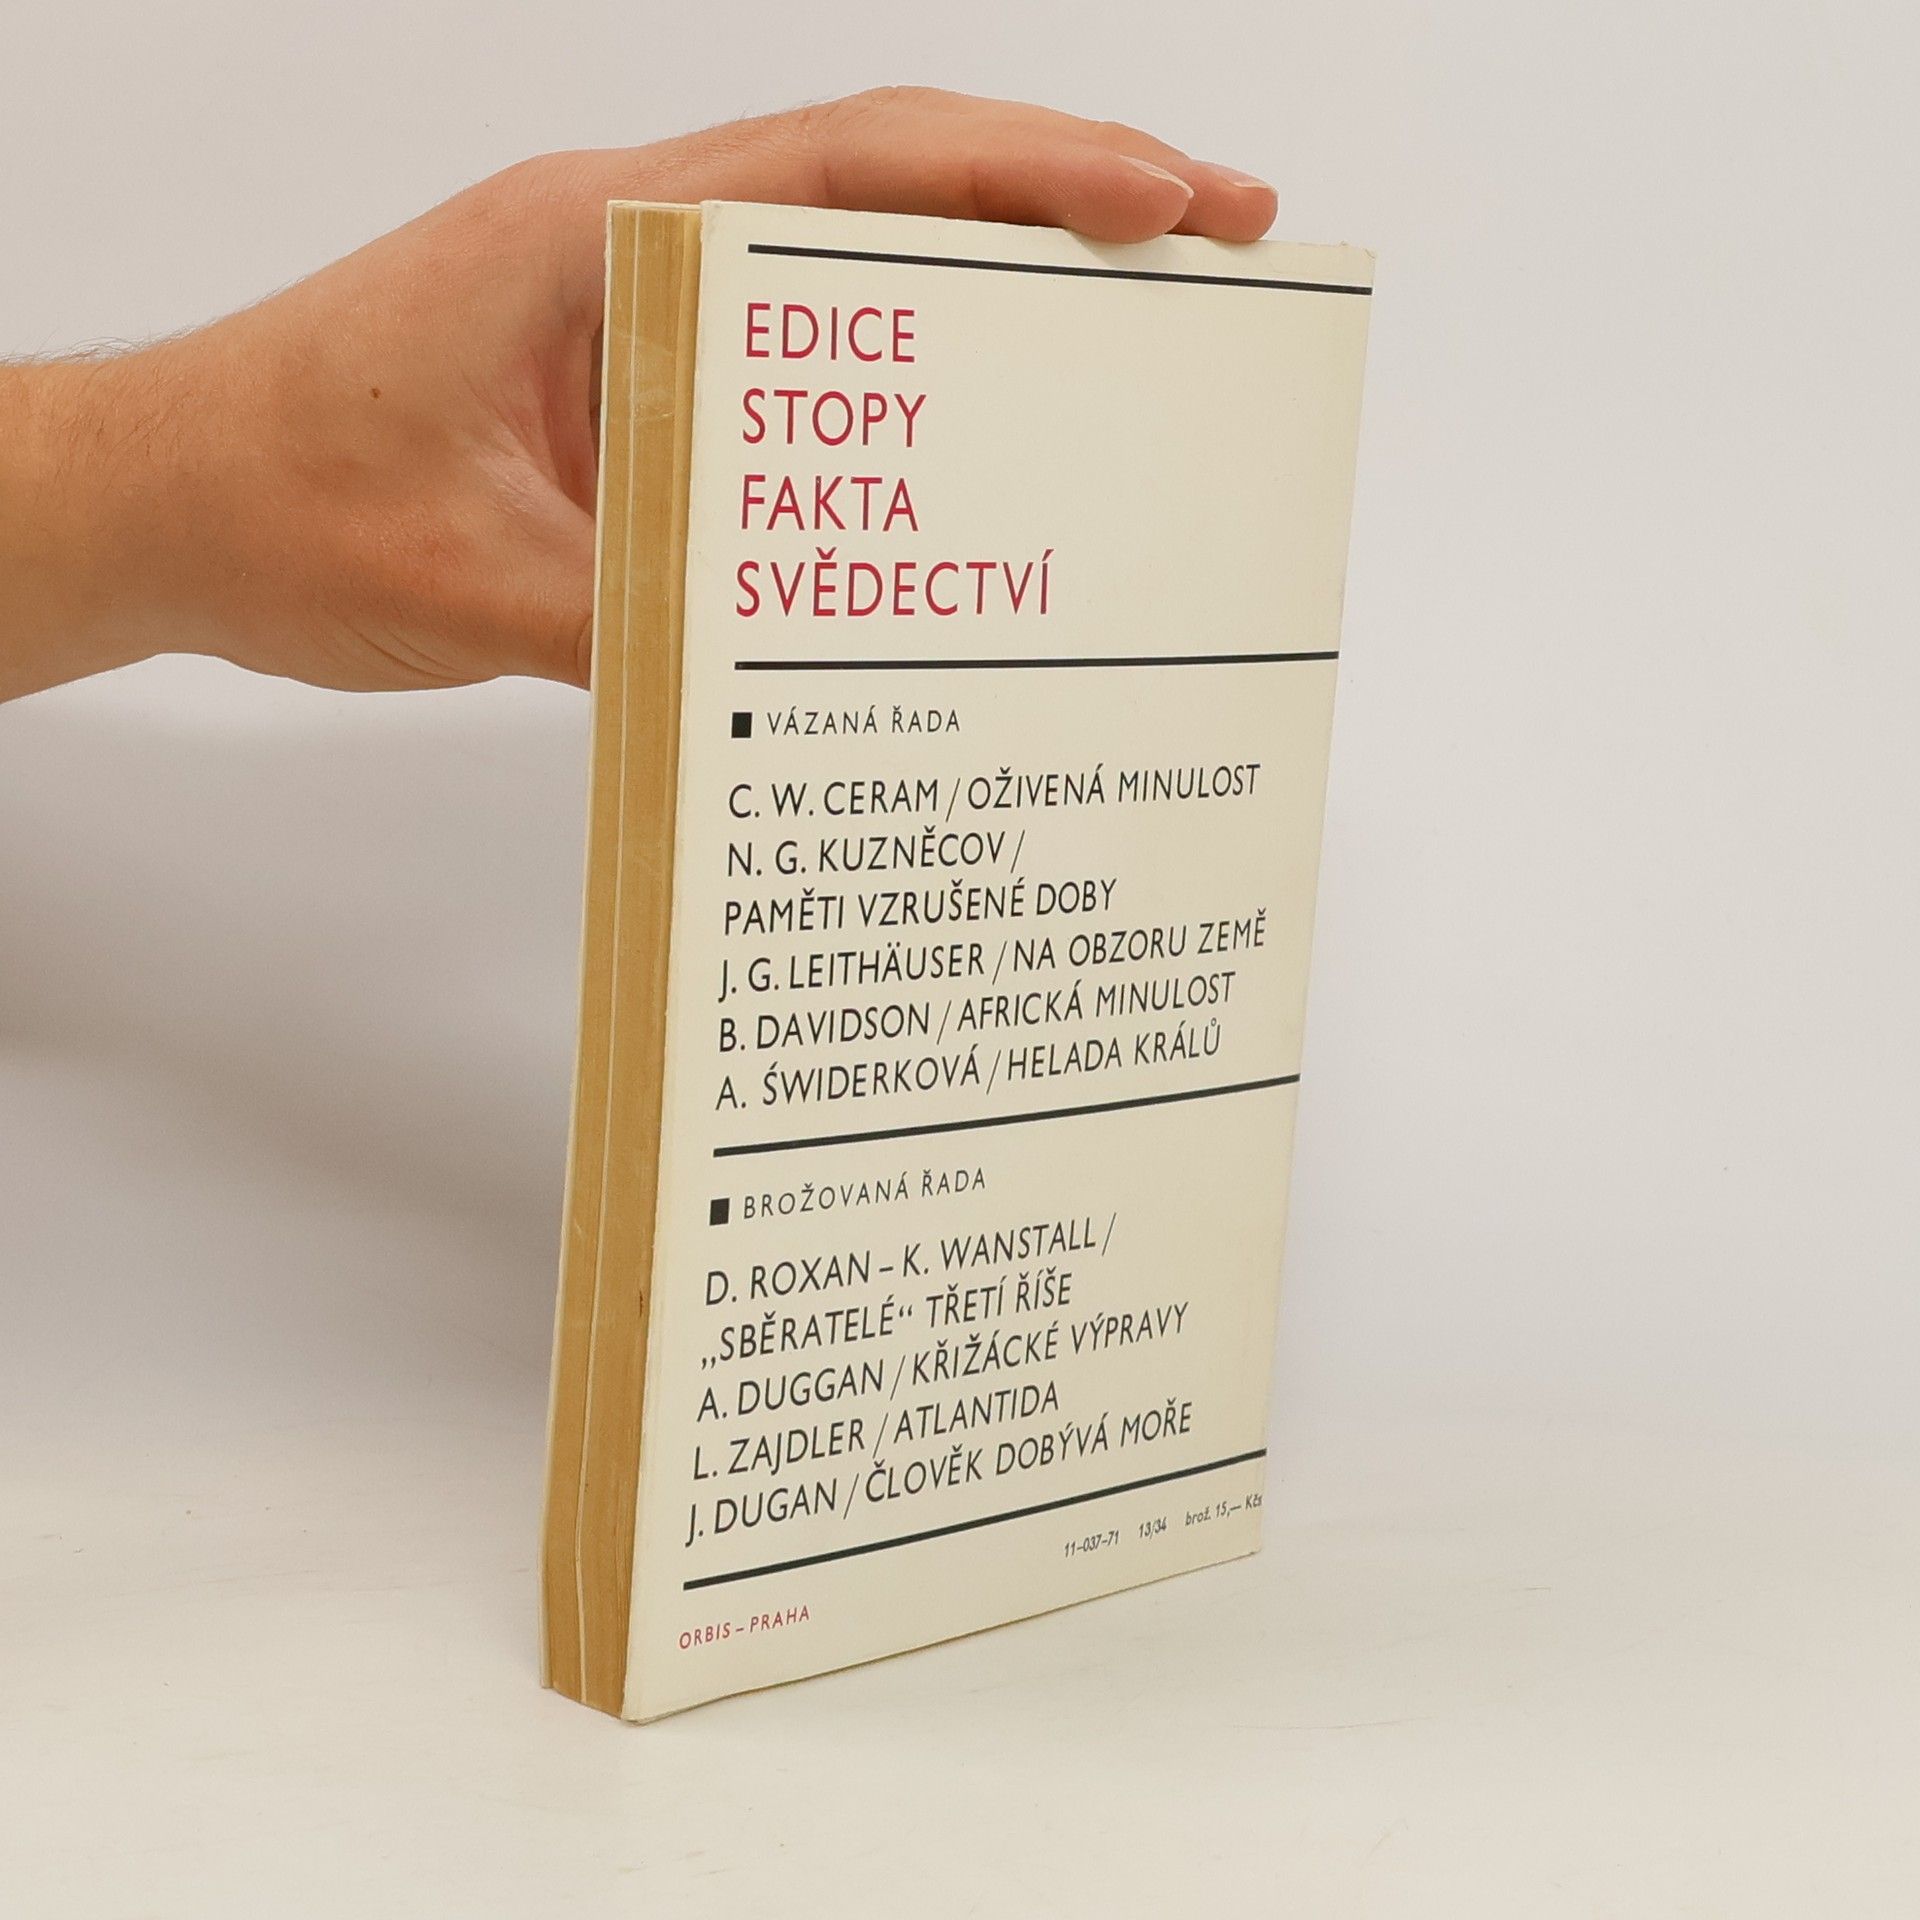 EDICE
STOPY
FAKTA
SVĚDECTVÍ
VÁZANÁ ŘADA
C. W. CERAM / OŽIVENÁ MINULOST
N. G. KUZNĚCOV /
PAMĚTI VZRUŠENÉ DOBY
J. G. LEITHÄUSER / NA OBZORU ZEMĚ
B. DAVIDSON / AFRICKÁ MINULOST
A. ŚWIDERKOVÁ / HELADA KRÁLŮ
BROŽOVANÁ ŘADA
D. ROXAN – K. WANSTALL /
„SBĚRATELÉ“ TŘETÍ ŘÍŠE
A. DUGGAN / KŘIŽÁCKÉ VÝPRAVY
L. ZAJDLER / ATLANTIDA
J. DUGAN / ČLOVĚK DOBÝVÁ MOŘE
11–037–71 13/34 brož. 15,— Kčs
ORBIS – PRAHA